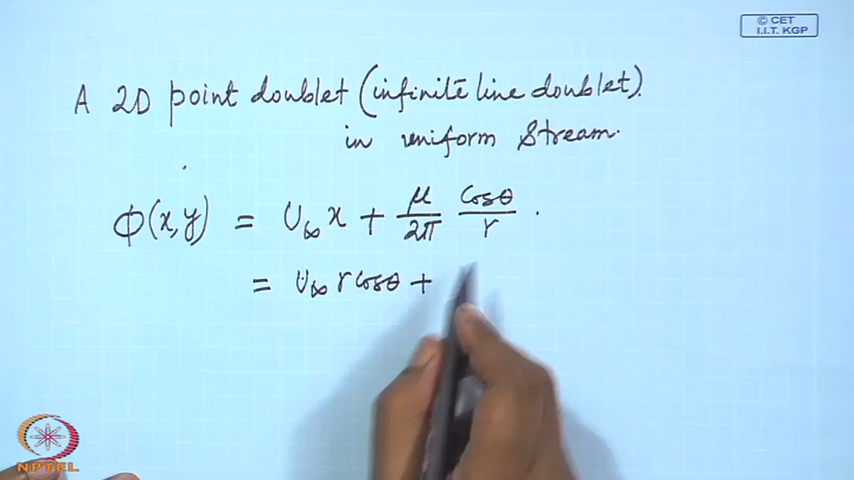 © CET
I.I.T. KGP
A 2D point doublet (infinite line doublet).
in uniform Stream.
ϕ(x,y) = U∞ x + μ/2π cosθ/r .
= U∞ r cosθ +
NPTEL